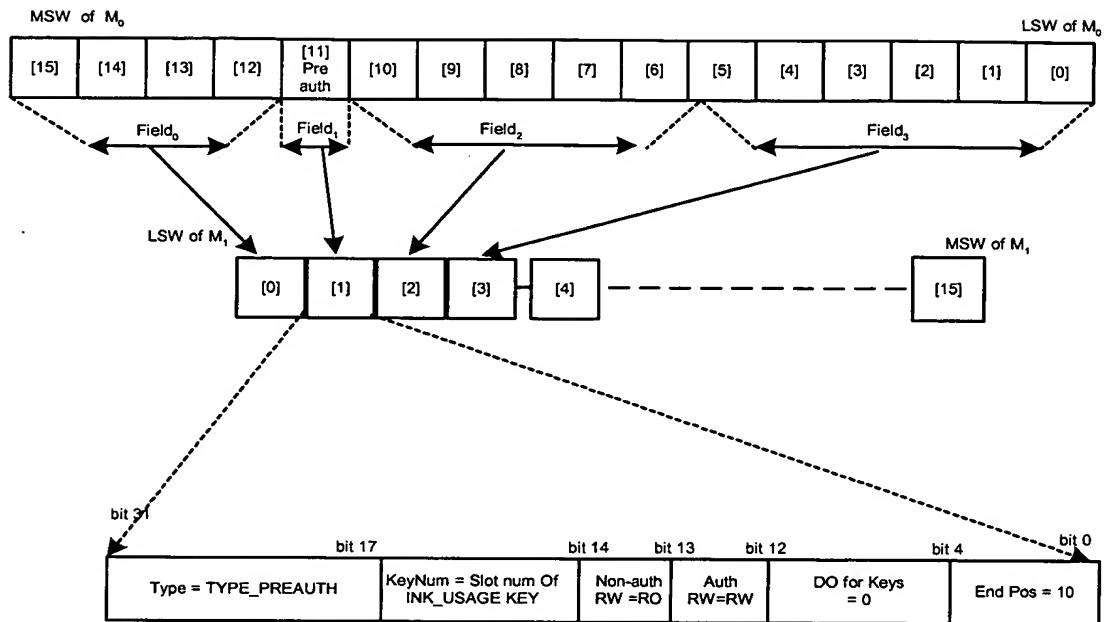 MSW of M0
LSW of M0
[15] [14] [13] [12] [11] [10] [9] [8] [7] [6] [5] [4] [3] [2] [1] [0]
Pre
auth
Field0 Field1 Field2 Field3
LSW of M1
MSW of M1
[0] [1] [2] [3] [4] [15]
bit 31
bit 17 bit 14 bit 13 bit 12 bit 4 bit 0
Type = TYPE_PREAUTH
KeyNum = Slot num Of
INK_USAGE KEY
Non-auth
RW =RO
Auth
RW=RW
DO for Keys
= 0
End Pos = 10